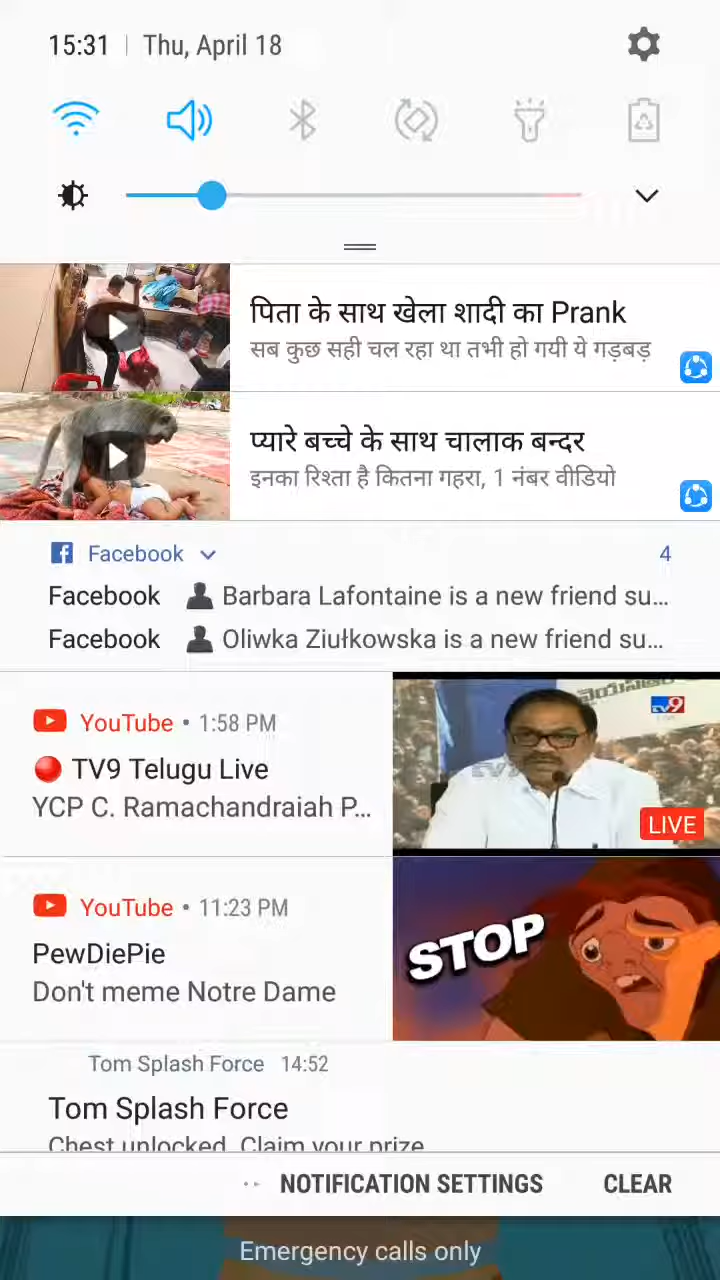 15:31 | Thu, April 18
पिता के साथ खेला शादी का Prank
सब कुछ सही चल रहा था तभी हो गयी ये गड़बड़
प्यारे बच्चे के साथ चालाक बन्दर
इनका रिश्ता है कितना गहरा, 1 नंबर वीडियो
Facebook 4
Facebook Barbara Lafontaine is a new friend su...
Facebook Oliwka Ziułkowska is a new friend su...
YouTube • 1:58 PM
TV9 Telugu Live
YCP C. Ramachandraiah P...
tv9
LIVE
YouTube • 11:23 PM
PewDiePie
Don't meme Notre Dame
STOP
Tom Splash Force 14:52
Tom Splash Force
Chest unlocked. Claim your prize
NOTIFICATION SETTINGS CLEAR
Emergency calls only